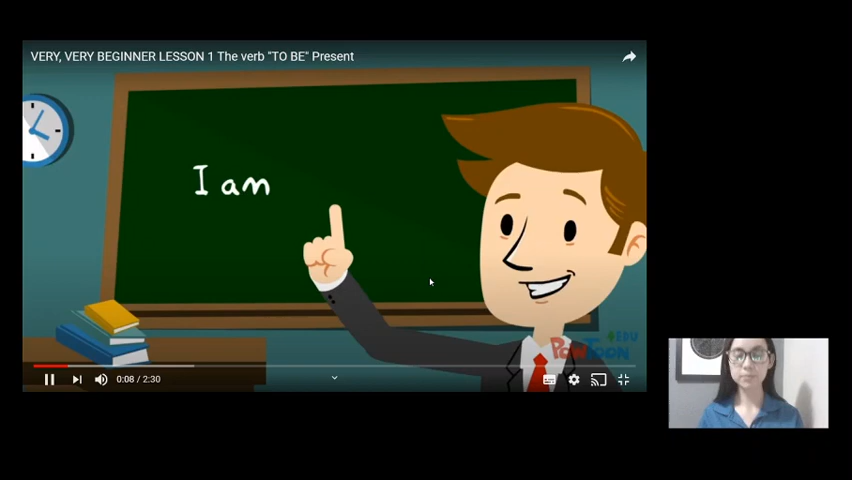 VERY, VERY BEGINNER LESSON 1 The verb "TO BE" Present
I am
EDU
POWTOON
0:08 / 2:30